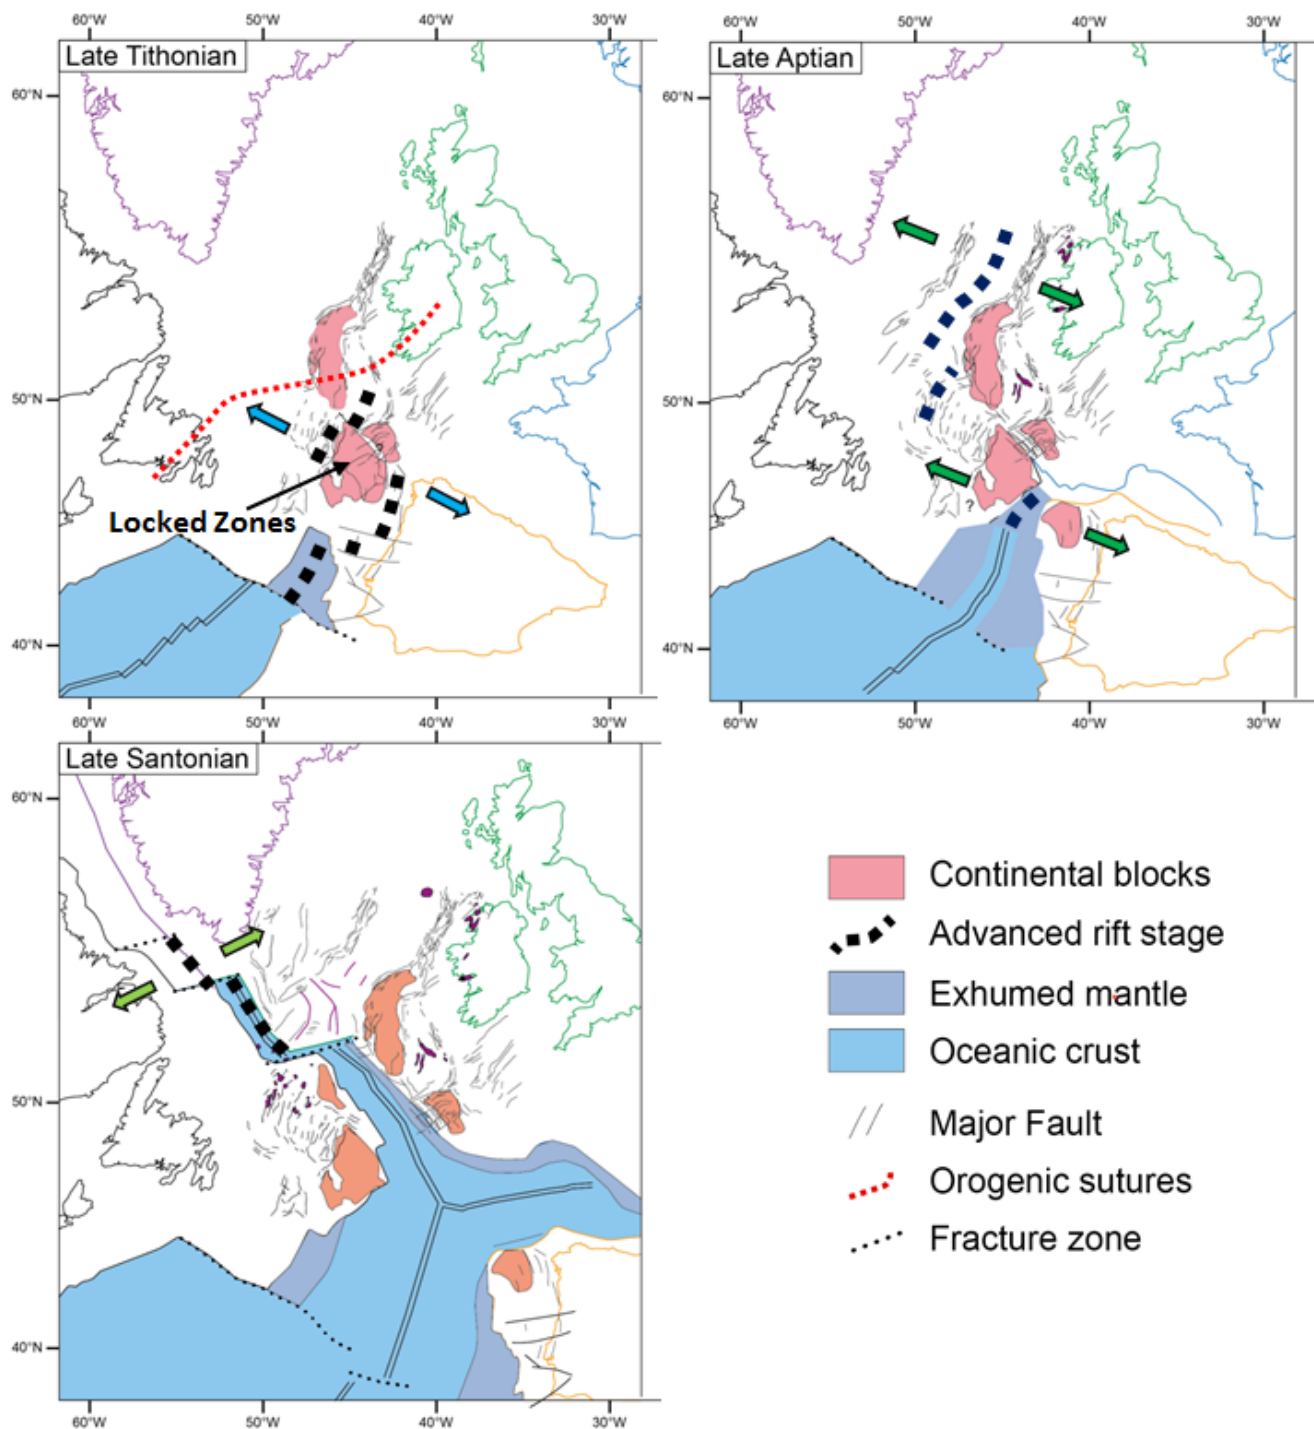 60°W 50°W 40°W 30°W
60°W 50°W 40°W 30°W
Late Tithonian
Late Aptian
60°N
60°N
50°N
50°N
?
Locked Zones
?
40°N
40°N
60°W 50°W 40°W 30°W
60°W 50°W 40°W 30°W
Late Santonian
60°N
50°N
40°N
60°W 50°W 40°W 30°W
Continental blocks
Advanced rift stage
Exhumed mantle
Oceanic crust
Major Fault
Orogenic sutures
Fracture zone